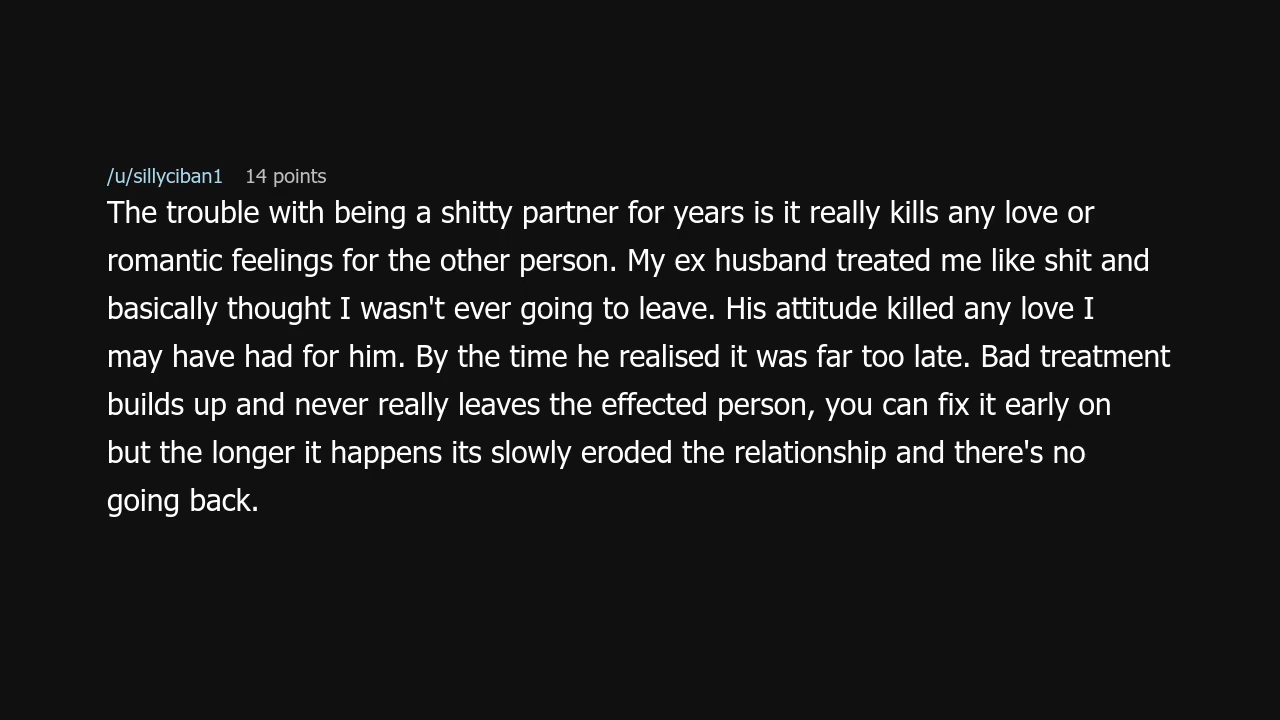 /u/sillyciban1 14 points
The trouble with being a shitty partner for years is it really kills any love or
romantic feelings for the other person. My ex husband treated me like shit and
basically thought I wasn't ever going to leave. His attitude killed any love I
may have had for him. By the time he realised it was far too late. Bad treatment
builds up and never really leaves the effected person, you can fix it early on
but the longer it happens its slowly eroded the relationship and there's no
going back.